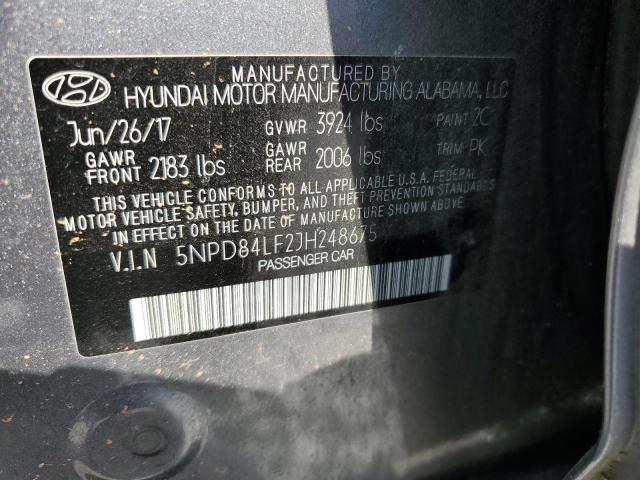 MANUFACTURED BY
HYUNDAI MOTOR MANUFACTURING ALABAMA, LLC
Jun/26/17 GVWR 3924 lbs PAINT 2C
GAWR FRONT 2183 lbs GAWR REAR 2006 lbs TRIM PK
THIS VEHICLE CONFORMS TO ALL APPLICABLE U.S.A. FEDERAL
MOTOR VEHICLE SAFETY, BUMPER, AND THEFT PREVENTION STANDARDS
IN EFFECT ON THE DATE OF MANUFACTURE SHOWN ABOVE.
V.I.N 5NPD84LF2JH248675
PASSENGER CAR